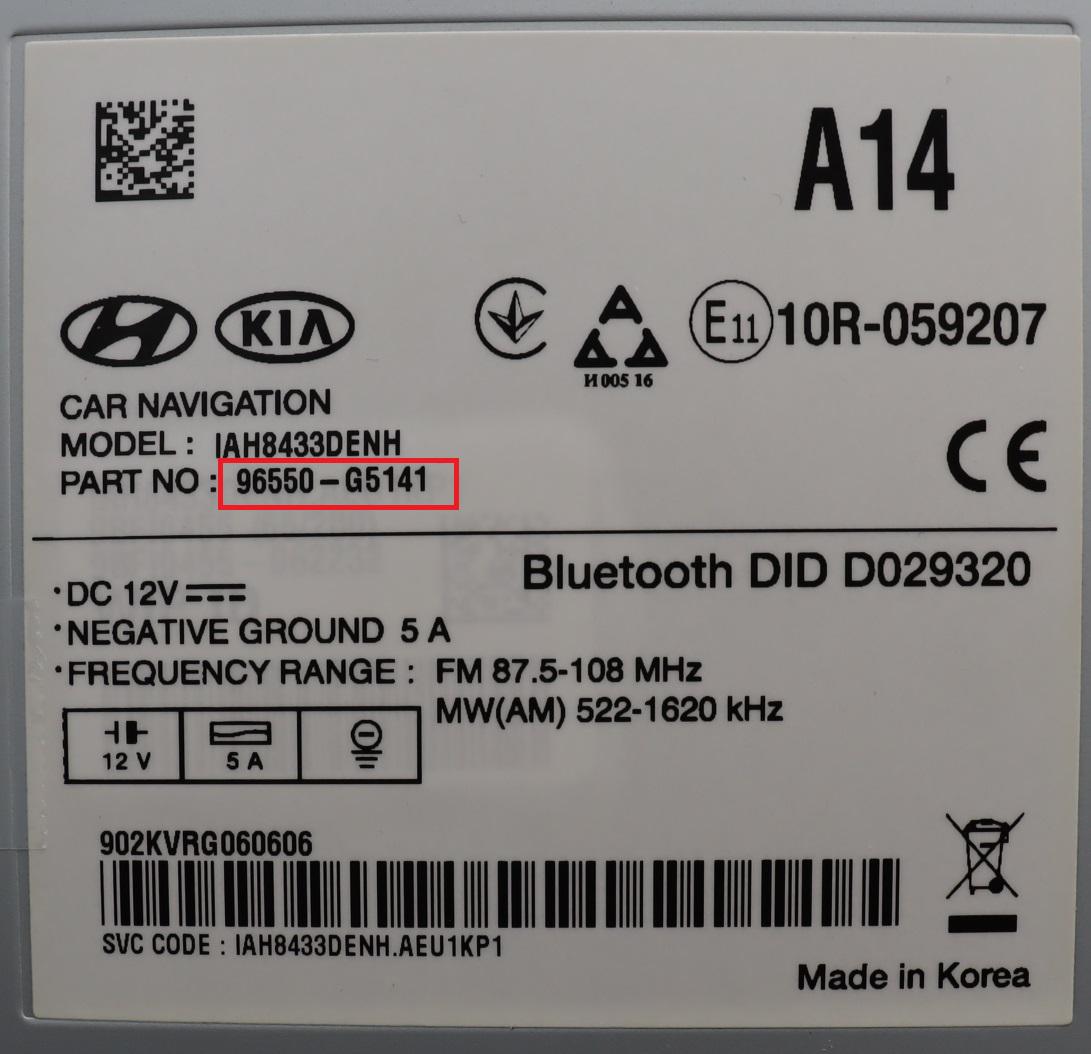 A14
KIA
И 005 16
E11 10R-059207
CAR NAVIGATION
MODEL : IAH8433DENH
PART NO : 96550-G5141
CE
Bluetooth DID D029320
·DC 12V
·NEGATIVE GROUND 5 A
·FREQUENCY RANGE : FM 87.5-108 MHz
MW(AM) 522-1620 kHz
12 V
5 A
902KVRG060606
SVC CODE : IAH8433DENH.AEU1KP1
Made in Korea